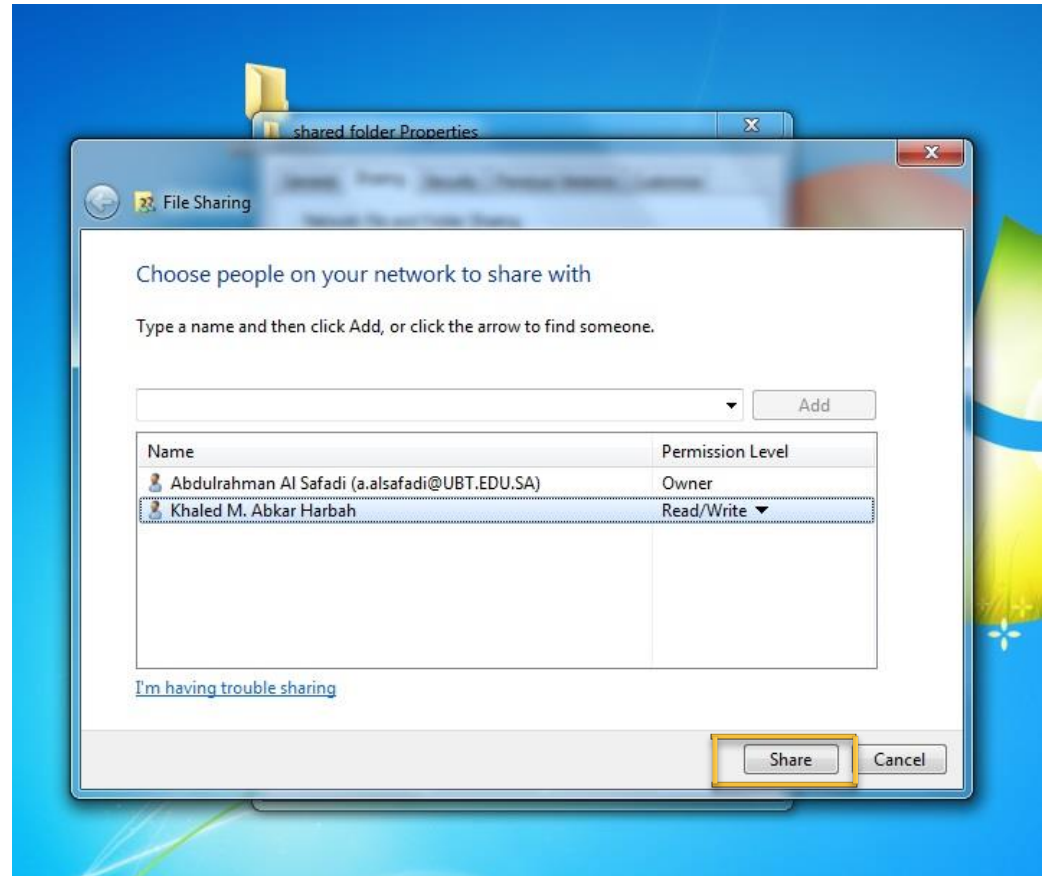 shared folder Properties
File Sharing
Choose people on your network to share with
Type a name and then click Add, or click the arrow to find someone.
Add
Name Permission Level
Abdulrahman Al Safadi (a.alsafadi@UBT.EDU.SA) Owner
Khaled M. Abkar Harbah Read/Write
I'm having trouble sharing
Share Cancel